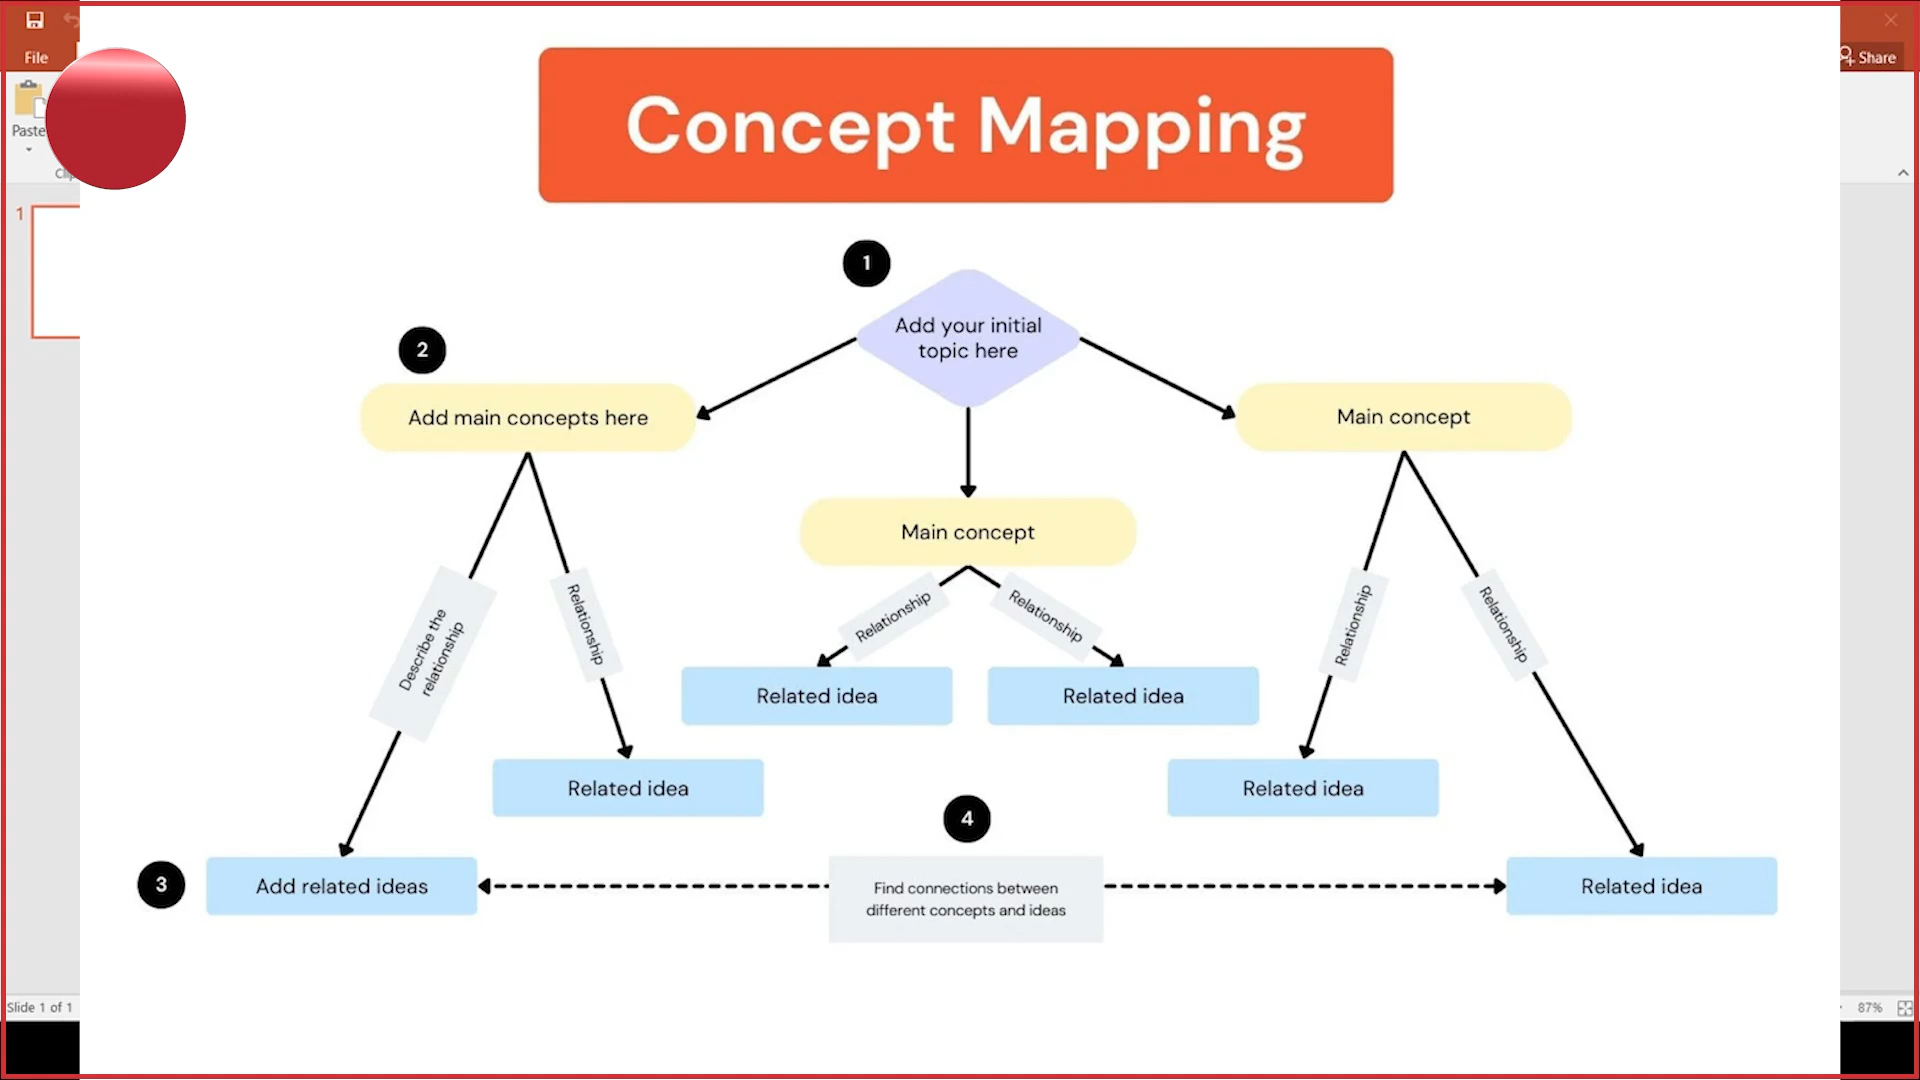 File
Share
Paste
1
Concept Mapping
1
Add your initial
topic here
2
Add main concepts here
Main concept
Main concept
Describe the
relationship
Relationship
Relationship
Relationship
Relationship
Relationship
Related idea
Related idea
Related idea
Related idea
4
3
Add related ideas
Find connections between
different concepts and ideas
Related idea
Slide 1 of 1
87%